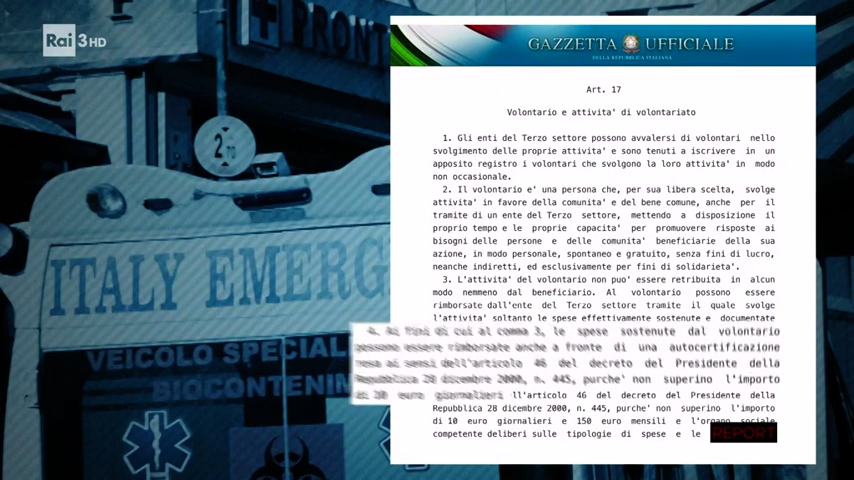 Rai 3HD
PRONT
2,70
ITALY EMERG
VEICOLO SPECIAL
BIOCONTENIM
GAZZETTA UFFICIALE
DELLA REPUBBLICA ITALIANA
Art. 17
Volontario e attivita' di volontariato
1. Gli enti del Terzo settore possono avvalersi di volontari nello
svolgimento delle proprie attivita' e sono tenuti a iscrivere in un
apposito registro i volontari che svolgono la loro attivita' in modo
non occasionale.
2. Il volontario e' una persona che, per sua libera scelta, svolge
attivita' in favore della comunita' e del bene comune, anche per il
tramite di un ente del Terzo settore, mettendo a disposizione il
proprio tempo e le proprie capacita' per promuovere risposte ai
bisogni delle persone e delle comunita' beneficiarie della sua
azione, in modo personale, spontaneo e gratuito, senza fini di lucro,
neanche indiretti, ed esclusivamente per fini di solidarieta'.
3. L'attivita' del volontario non puo' essere retribuita in alcun
modo nemmeno dal beneficiario. Al volontario possono essere
rimborsate dall'ente del Terzo settore tramite il quale svolge
l'attivita' soltanto le spese effettivamente sostenute e documentate
4. Ai fini di cui al comma 3, le spese sostenute dal volontario
possono essere rimborsate anche a fronte di una autocertificazione
resa ai sensi dell'articolo 46 del decreto del Presidente della
Repubblica 28 dicembre 2000, n. 445, purche' non superino l'importo
di 10 euro giornalieri
ll'articolo 46 del decreto del Presidente della
Repubblica 28 dicembre 2000, n. 445, purche' non superino l'importo
di 10 euro giornalieri e 150 euro mensili e l'organo sociale
competente deliberi sulle tipologie di spese e le
REPORT